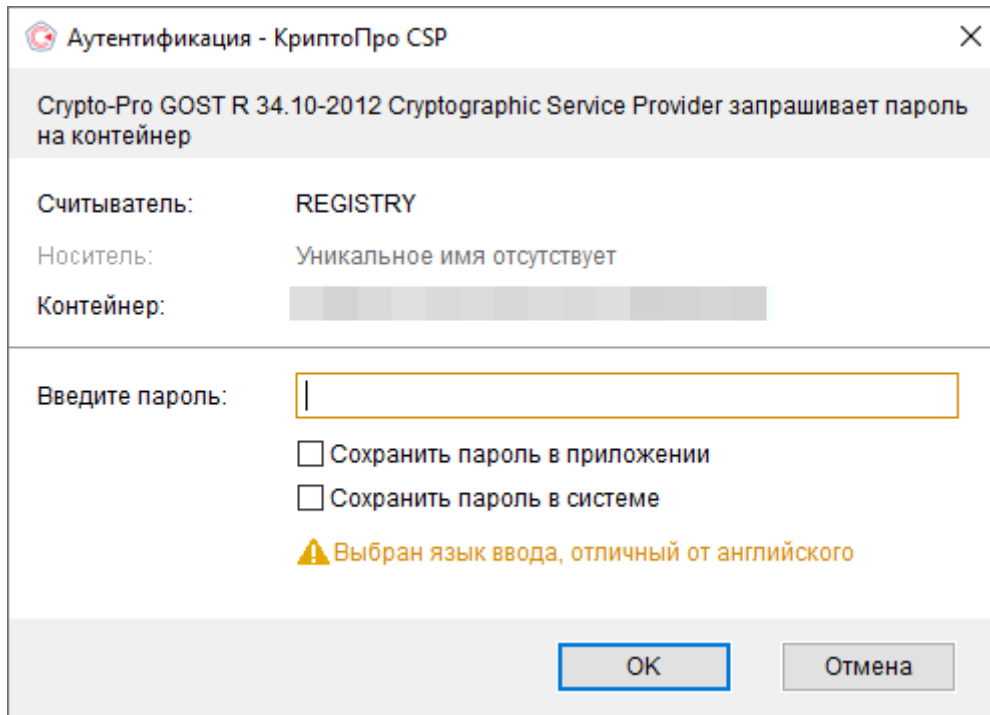 Аутентификация - КриптоПро CSP
Crypto-Pro GOST R 34.10-2012 Cryptographic Service Provider запрашивает пароль
на контейнер
Считыватель: REGISTRY
Носитель: Уникальное имя отсутствует
Контейнер:
Введите пароль:
Сохранить пароль в приложении
Сохранить пароль в системе
Выбран язык ввода, отличный от английского
OK Отмена